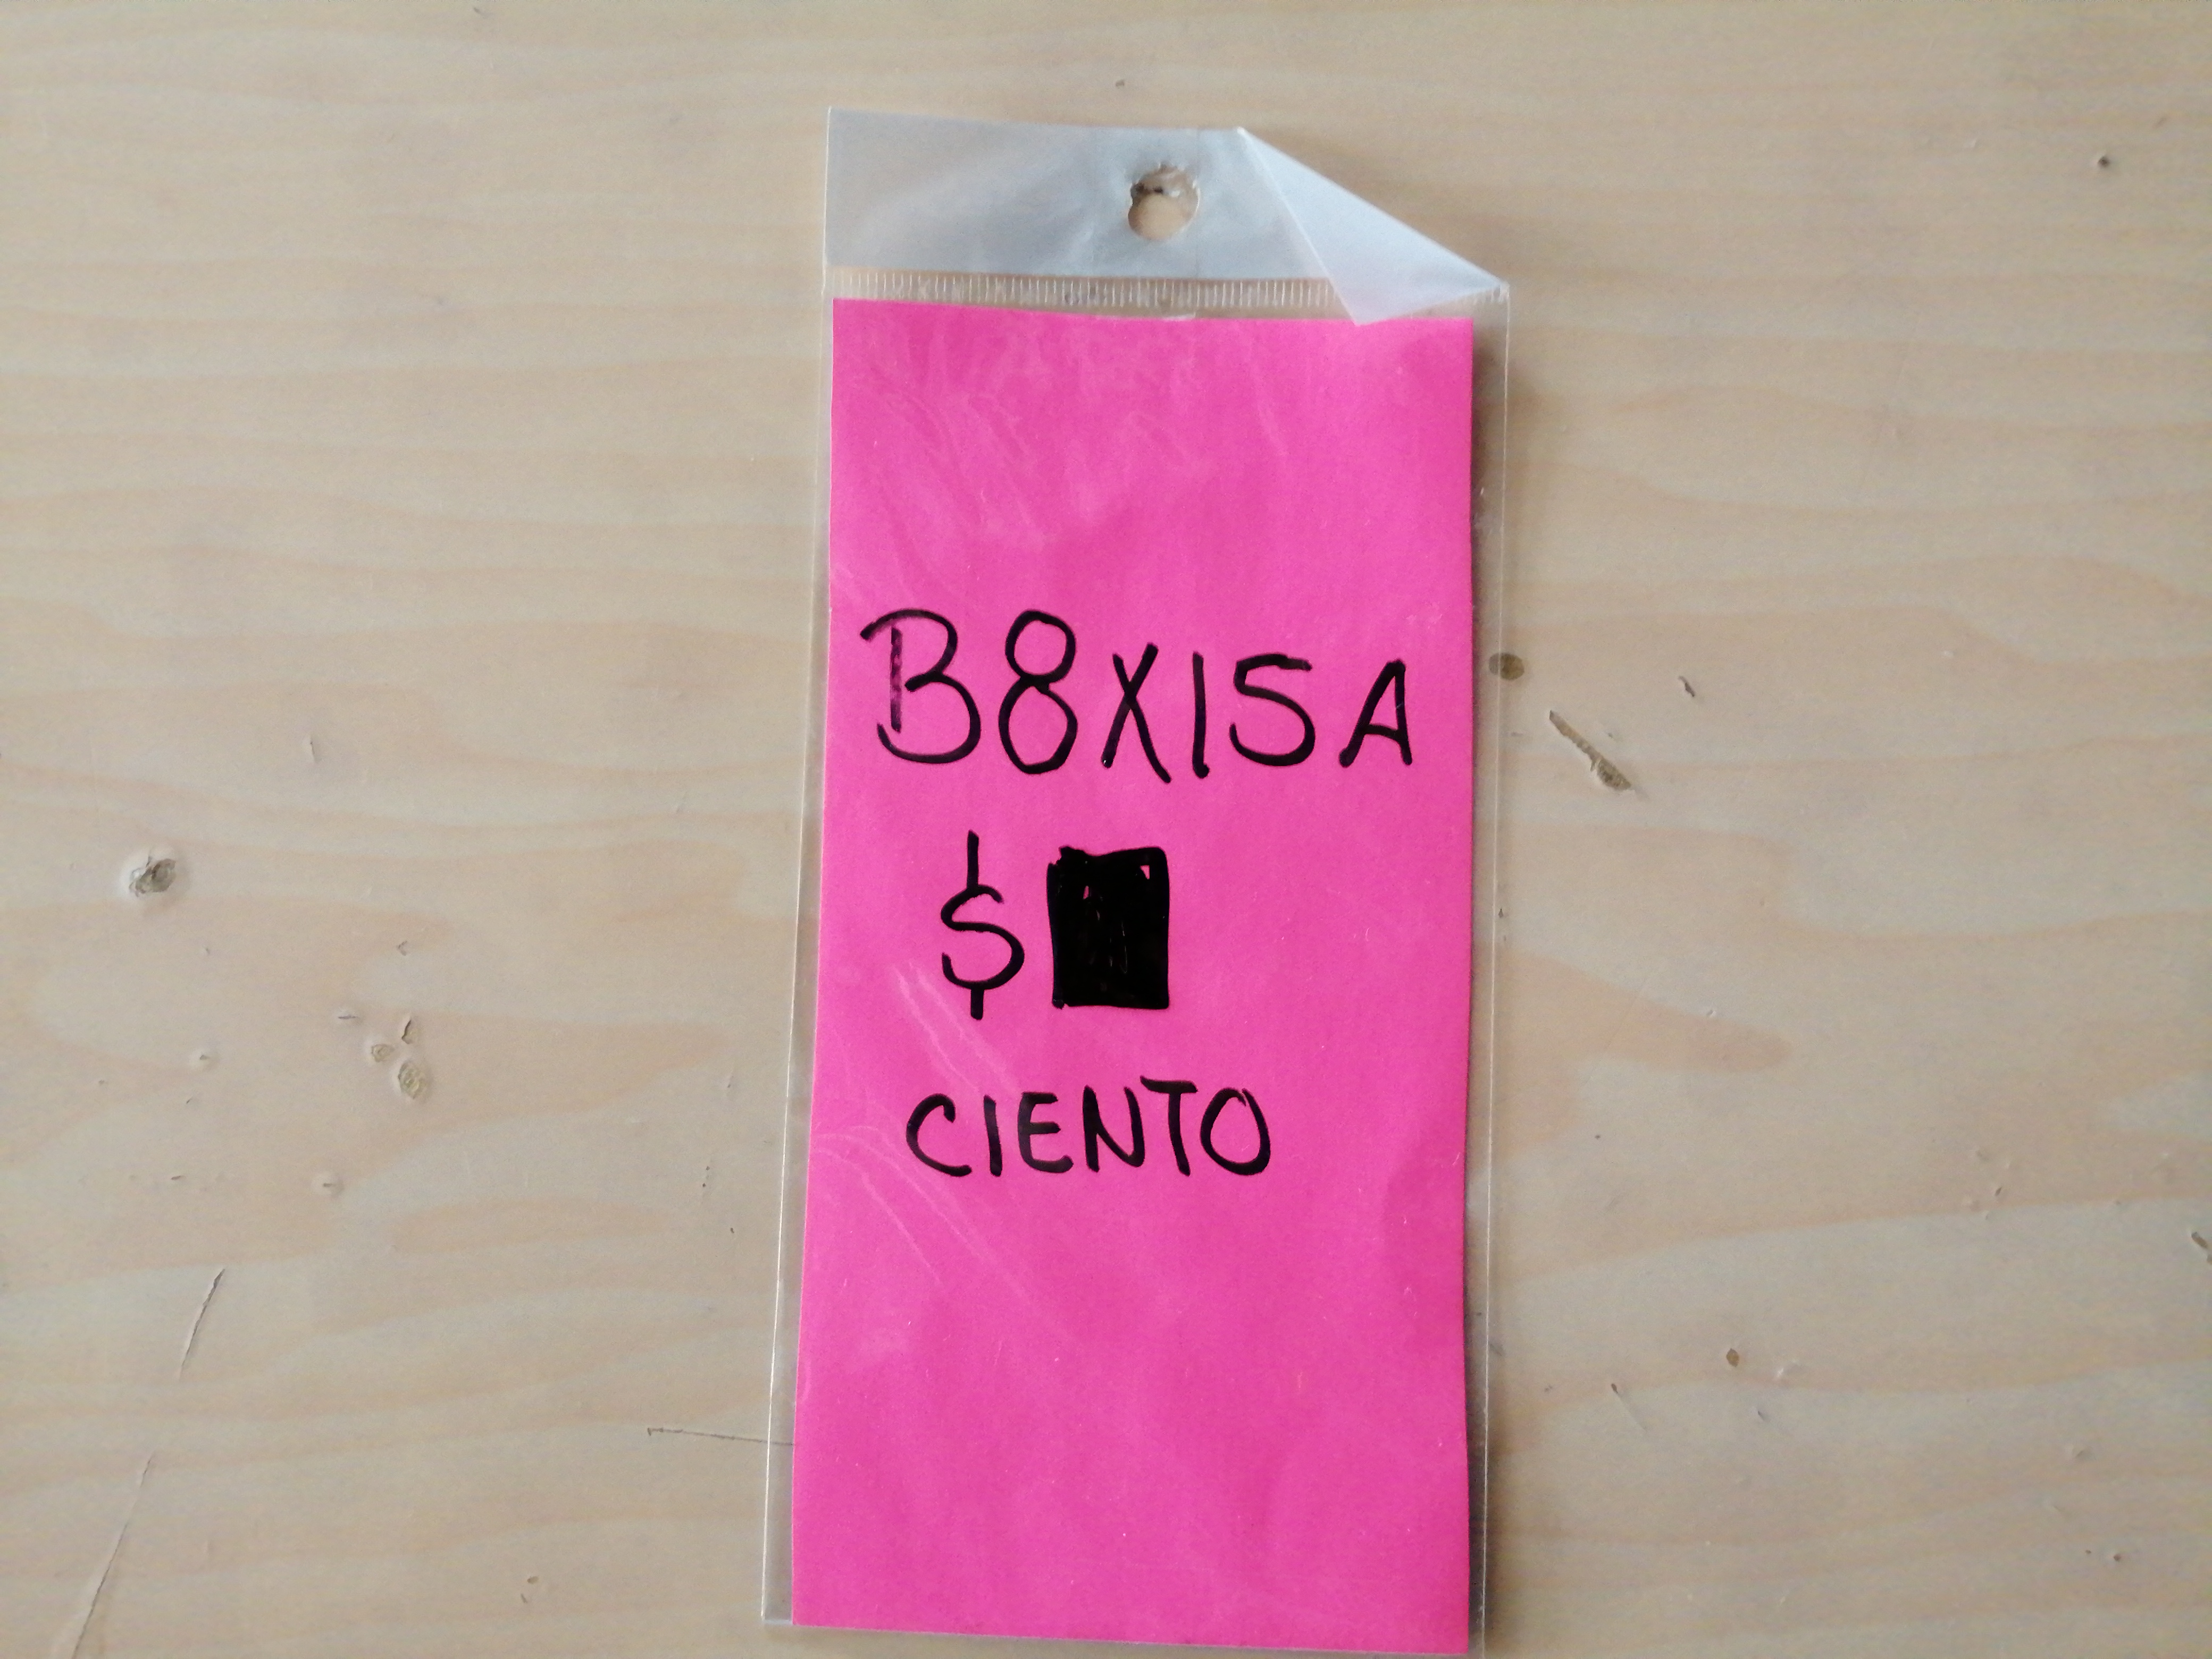 B8X15A
$
CIENTO